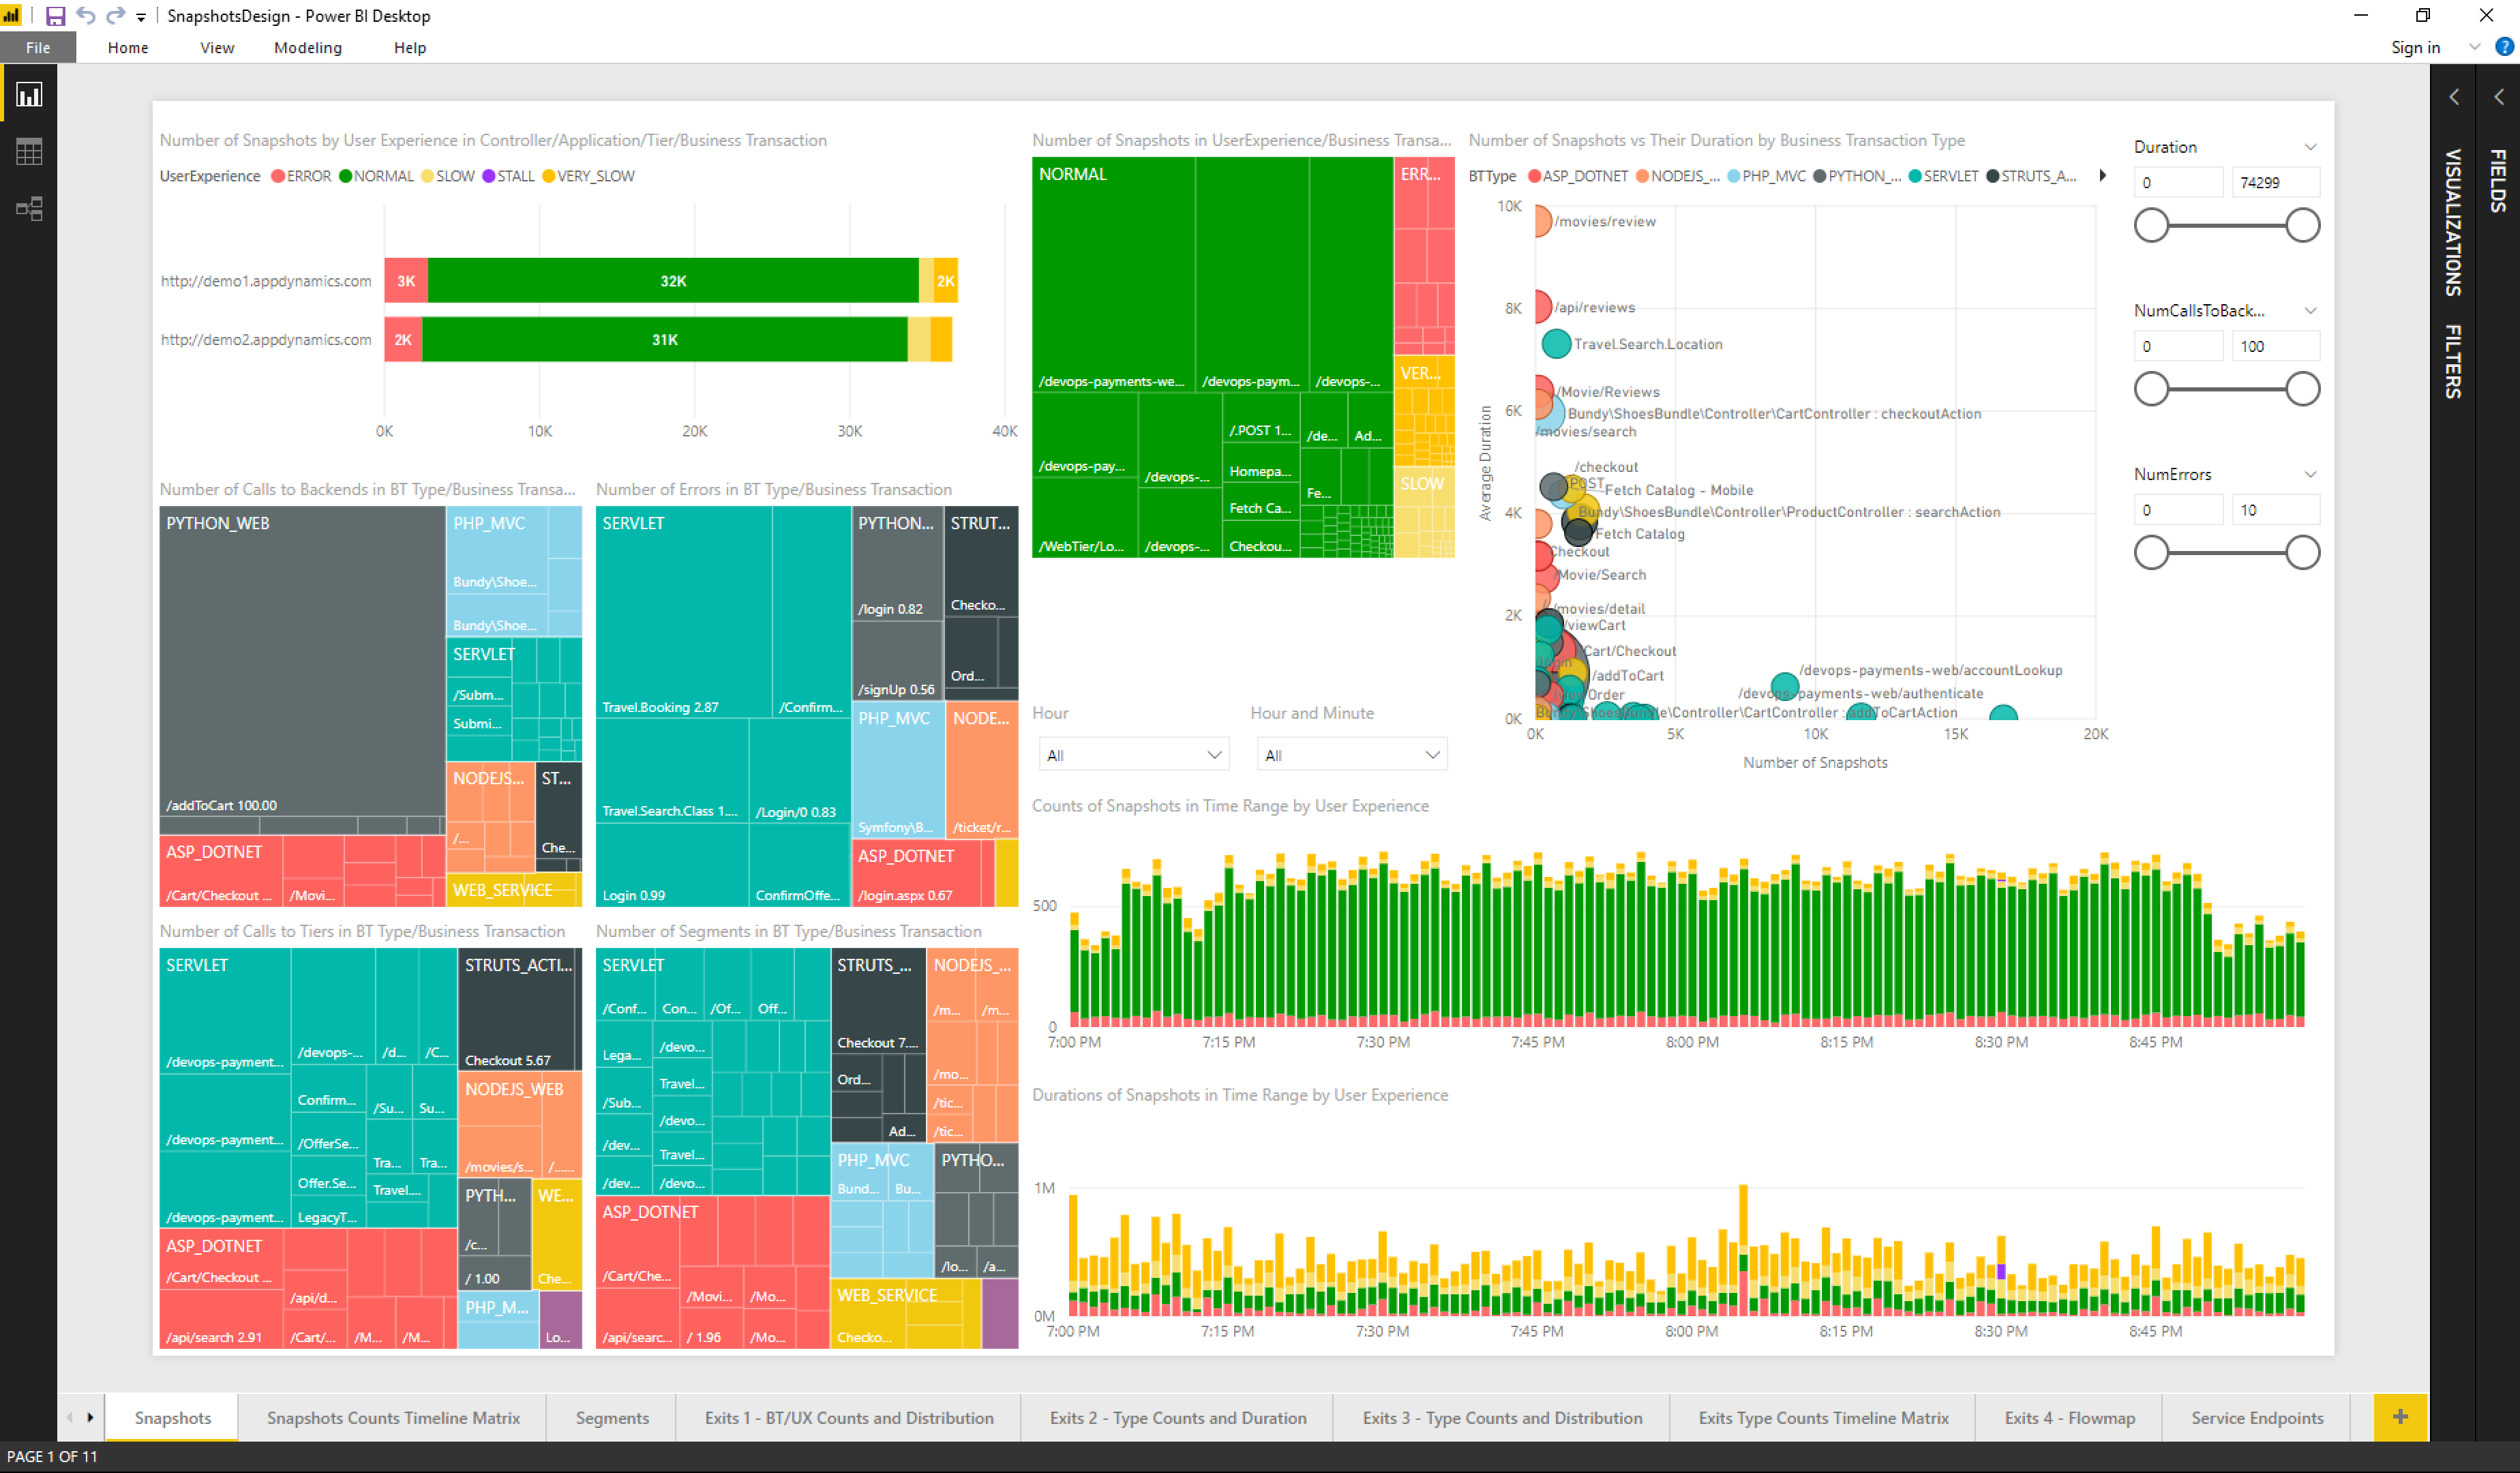 SnapshotsDesign - Power BI Desktop
File Home View Modeling Help
Sign in
VISUALIZATIONS
FILTERS
FIELDS
Number of Snapshots by User Experience in Controller/Application/Tier/Business Transaction
UserExperience ERROR NORMAL SLOW STALL VERY_SLOW
http://demo1.appdynamics.com 3K 32K 2K
http://demo2.appdynamics.com 2K 31K
0K 10K 20K 30K 40K
Number of Snapshots in UserExperience/Business Transa...
NORMAL
ERR...
/devops-payments-we... /devops-paym... /devops-...
VER...
/devops-pay... /devops-...
/.POST 1... /de... Ad...
Homepa...
Fe...
SLOW
Fetch Ca...
/WebTier/Lo... /devops-... Checkou...
Number of Snapshots vs Their Duration by Business Transaction Type
BTType ASP_DOTNET NODEJS_... PHP_MVC PYTHON_... SERVLET STRUTS_A...
Average Duration
10K
8K
6K
4K
2K
0K
/movies/review
/api/reviews
Travel.Search.Location
/Movie/Reviews
Bundy\ShoesBundle\Controller\CartController : checkoutAction
/movies/search
/checkout
/.POST
Fetch Catalog - Mobile
Bundy\ShoesBundle\Controller\ProductController : searchAction
Fetch Catalog
Checkout
/Movie/Search
/movies/detail
/viewCart
Cart/Checkout
/login
/addToCart
/devops-payments-web/accountLookup
/devops-payments-web/authenticate
Bundy\ShoesBundle\Controller\CartController : addToCartAction
0K 5K 10K 15K 20K
Number of Snapshots
Duration
0 74299
NumCallsToBack...
0 100
NumErrors
0 10
Number of Calls to Backends in BT Type/Business Transa...
PYTHON_WEB
/addToCart 100.00
PHP_MVC
Bundy\Shoe...
Bundy\Shoe...
SERVLET
/Subm...
Submi...
NODEJS...
/...
ST...
Che...
ASP_DOTNET
/Cart/Checkout ... /Movi...
WEB_SERVICE
Number of Errors in BT Type/Business Transaction
SERVLET
Travel.Booking 2.87 /Confirm...
Travel.Search.Class 1.... /Login/0 0.83
Login 0.99 ConfirmOffe...
PYTHON...
/login 0.82
/signUp 0.56
STRUT...
Checko...
Ord...
PHP_MVC
Symfony\B...
NODE...
/ticket/r...
ASP_DOTNET
/login.aspx 0.67
Hour Hour and Minute
All All
Number of Calls to Tiers in BT Type/Business Transaction
SERVLET
/devops-payment... /devops-... /d... /C...
Confirm... /Su... Su...
/devops-payment... /OfferSe...
Tra... Tra...
Offer.Se... Travel....
/devops-payment... LegacyT...
STRUTS_ACTI...
Checkout 5.67
NODEJS_WEB
/movies/s... /......
PYTH...
/c...
/ 1.00
WE...
Che...
ASP_DOTNET
/Cart/Checkout ...
/api/d...
/api/search 2.91 /Cart/... /M... /M...
PHP_M...
Lo...
Number of Segments in BT Type/Business Transaction
SERVLET
/Conf... Con... /Of... Off...
Lega... /devo...
Travel...
/Sub... /devo...
/dev... Travel...
/dev... /devo...
STRUTS_...
Checkout 7....
Ord...
Ad...
NODEJS_...
/m... /m...
/mo...
/tic...
/tic...
PHP_MVC
Bund... Bu...
PYTHO...
/lo... /a...
ASP_DOTNET
/Cart/Che...
/Movi... /Mo...
/api/searc... / 1.96 /Mo...
WEB_SERVICE
Checko...
Counts of Snapshots in Time Range by User Experience
500
0
7:00 PM 7:15 PM 7:30 PM 7:45 PM 8:00 PM 8:15 PM 8:30 PM 8:45 PM
Durations of Snapshots in Time Range by User Experience
1M
0M
7:00 PM 7:15 PM 7:30 PM 7:45 PM 8:00 PM 8:15 PM 8:30 PM 8:45 PM
Snapshots Snapshots Counts Timeline Matrix Segments Exits 1 - BT/UX Counts and Distribution Exits 2 - Type Counts and Duration Exits 3 - Type Counts and Distribution Exits Type Counts Timeline Matrix Exits 4 - Flowmap Service Endpoints
PAGE 1 OF 11